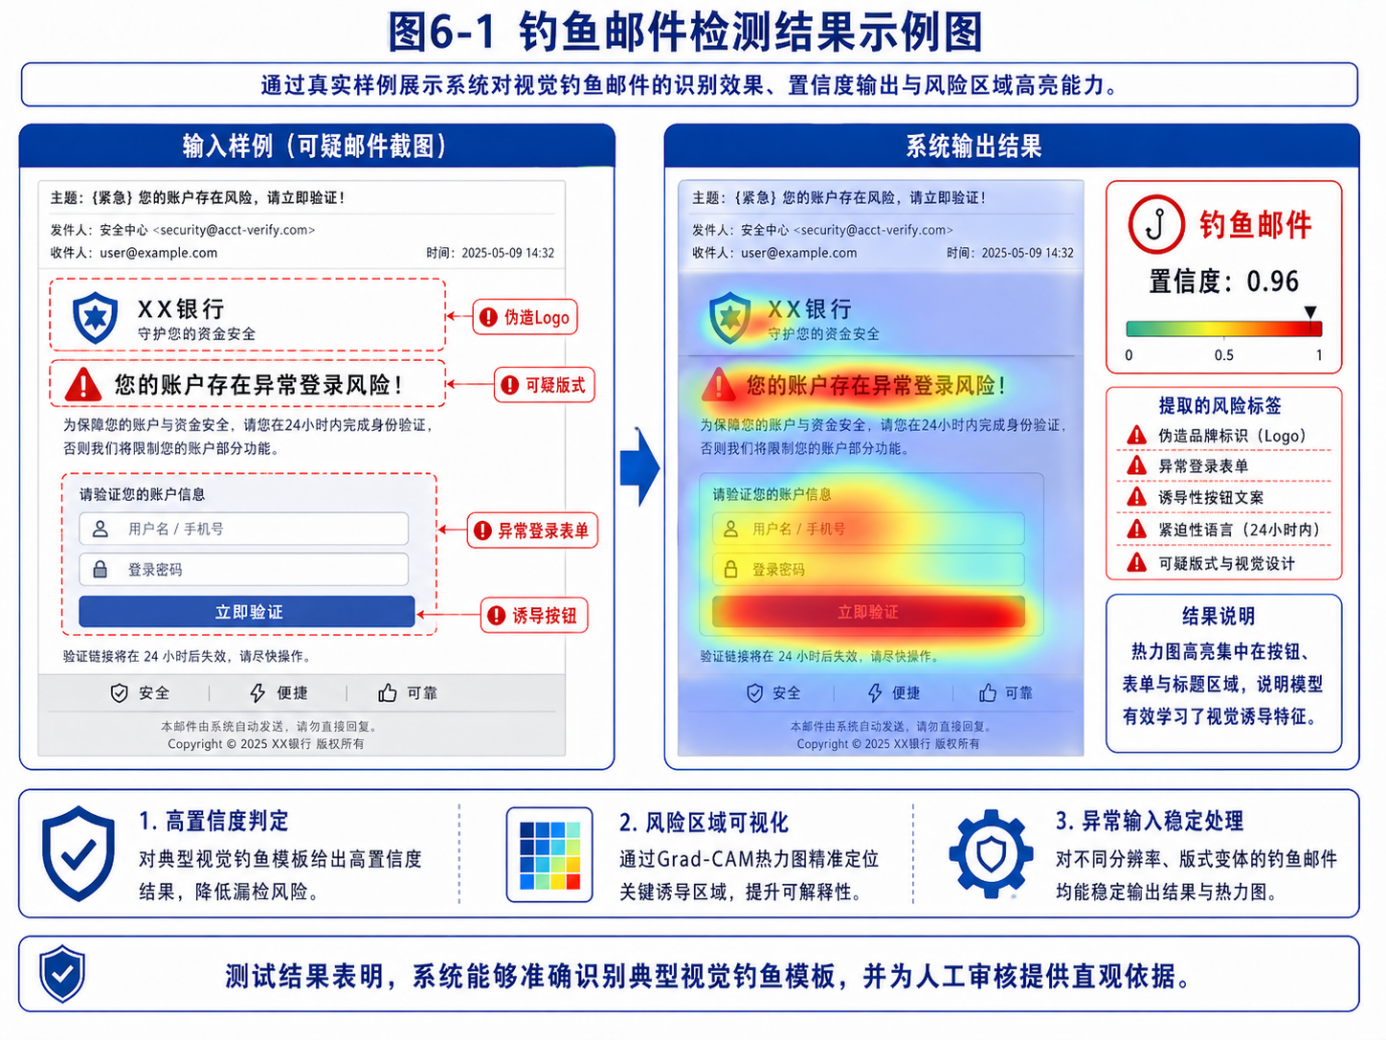 图6-1 钓鱼邮件检测结果示例图
通过真实样例展示系统对视觉钓鱼邮件的识别效果、置信度输出与风险区域高亮能力。
输入样例（可疑邮件截图）
主题：{紧急} 您的账户存在风险，请立即验证！
发件人：安全中心 <security@acct-verify.com>
收件人：user@example.com
时间：2025-05-09 14:32
XX银行
守护您的资金安全
伪造Logo
您的账户存在异常登录风险！
可疑版式
为保障您的账户与资金安全，请您在24小时内完成身份验证，
否则我们将限制您的账户部分功能。
请验证您的账户信息
用户名 / 手机号
异常登录表单
登录密码
立即验证
诱导按钮
验证链接将在 24 小时后失效，请尽快操作。
安全
便捷
可靠
本邮件由系统自动发送，请勿直接回复。
Copyright © 2025 XX银行 版权所有
系统输出结果
主题：{紧急} 您的账户存在风险，请立即验证！
发件人：安全中心 <security@acct-verify.com>
收件人：user@example.com
时间：2025-05-09 14:32
XX银行
守护您的资金安全
您的账户存在异常登录风险！
为保障您的账户与资金安全，请您在24小时内完成身份验证，
否则我们将限制您的账户部分功能。
请验证您的账户信息
用户名 / 手机号
登录密码
立即验证
验证链接将在 24 小时后失效，请尽快操作。
安全
便捷
可靠
本邮件由系统自动发送，请勿直接回复。
Copyright © 2025 XX银行 版权所有
钓鱼邮件
置信度：0.96
0
0.5
1
提取的风险标签
伪造品牌标识（Logo）
异常登录表单
诱导性按钮文案
紧迫性语言（24小时内）
可疑版式与视觉设计
结果说明
热力图高亮集中在按钮、
表单与标题区域，说明模型
有效学习了视觉诱导特征。
1. 高置信度判定
对典型视觉钓鱼模板给出高置信度
结果，降低漏检风险。
2. 风险区域可视化
通过Grad-CAM热力图精准定位
关键诱导区域，提升可解释性。
3. 异常输入稳定处理
对不同分辨率、版式变体的钓鱼邮件
均能稳定输出结果与热力图。
测试结果表明，系统能够准确识别典型视觉钓鱼模板，并为人工审核提供直观依据。